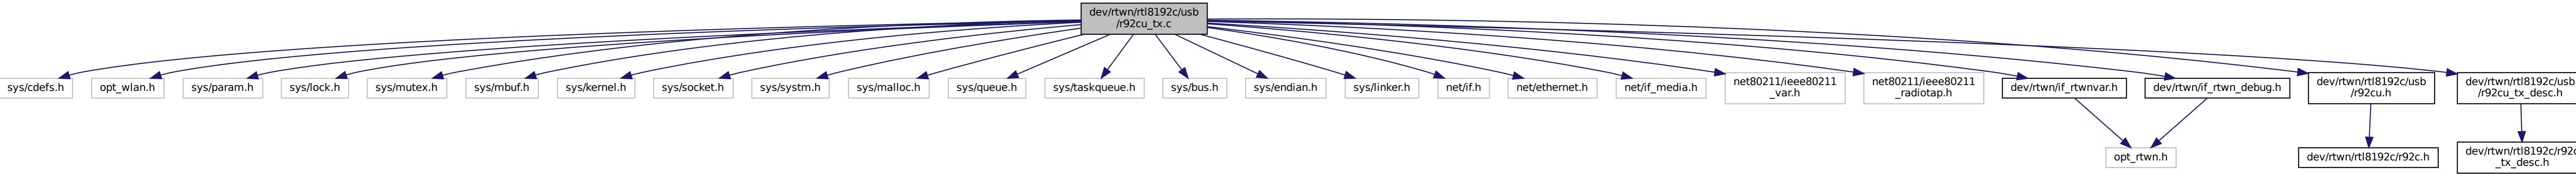 dev/rtwn/rtl8192c/usb
/r92cu_tx.c
sys/cdefs.h
opt_wlan.h
sys/param.h
sys/lock.h
sys/mutex.h
sys/mbuf.h
sys/kernel.h
sys/socket.h
sys/systm.h
sys/malloc.h
sys/queue.h
sys/taskqueue.h
sys/bus.h
sys/endian.h
sys/linker.h
net/if.h
net/ethernet.h
net/if_media.h
net80211/ieee80211
_var.h
net80211/ieee80211
_radiotap.h
dev/rtwn/if_rtwnvar.h
dev/rtwn/if_rtwn_debug.h
dev/rtwn/rtl8192c/usb
/r92cu.h
dev/rtwn/rtl8192c/usb
/r92cu_tx_desc.h
opt_rtwn.h
dev/rtwn/rtl8192c/r92c.h
dev/rtwn/rtl8192c/r92c
_tx_desc.h